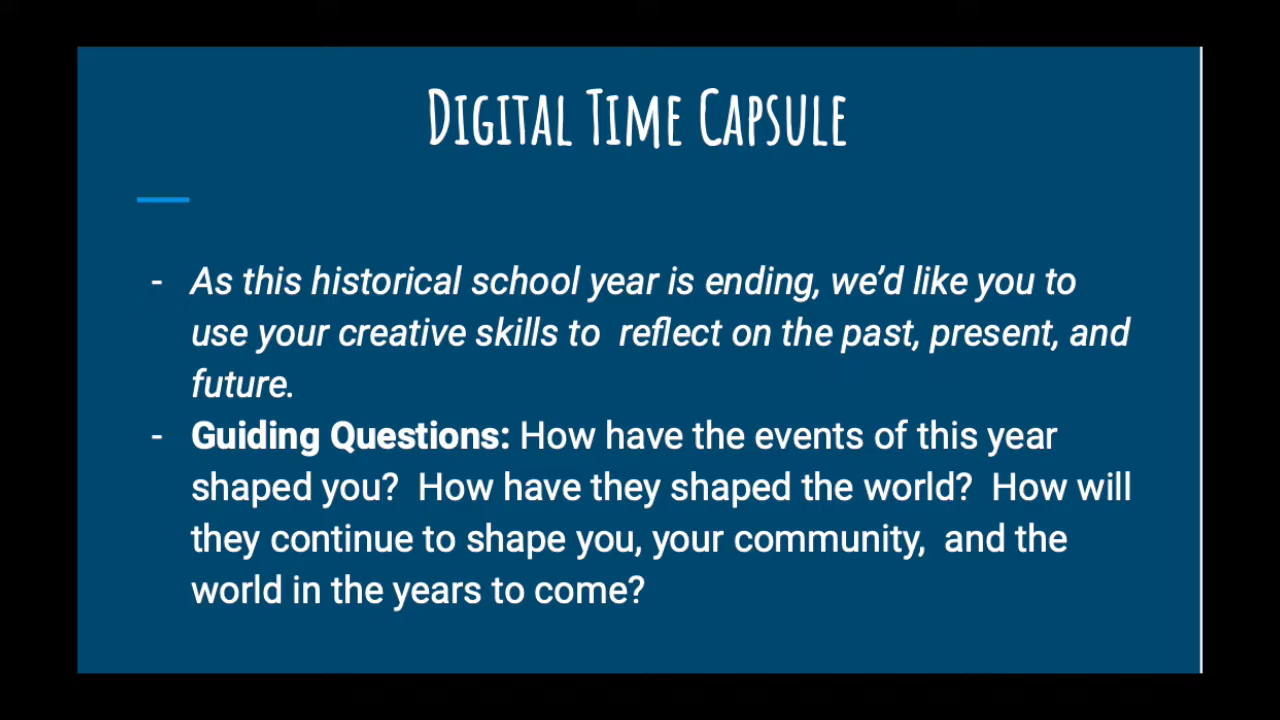 Digital Time Capsule
- As this historical school year is ending, we’d like you to
use your creative skills to  reflect on the past, present, and
future.
- Guiding Questions: How have the events of this year
shaped you?  How have they shaped the world?  How will
they continue to shape you, your community,  and the
world in the years to come?